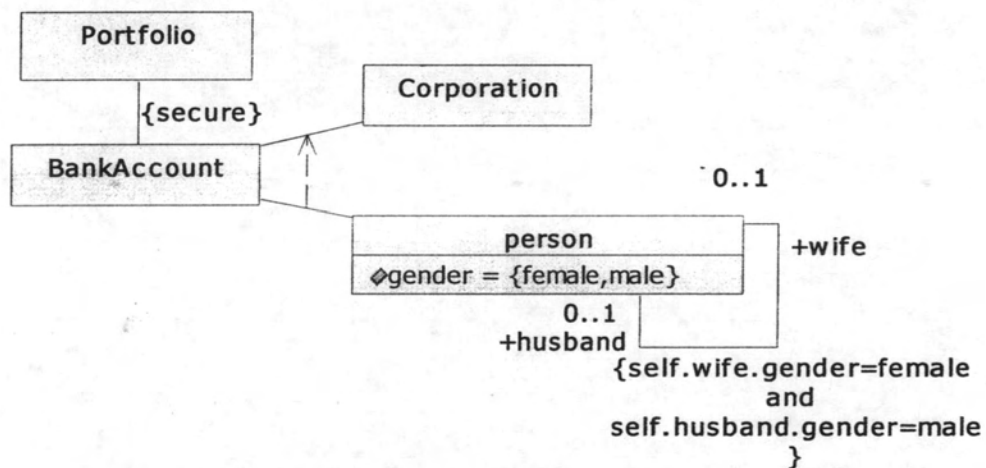 Portfolio
Corporation
{secure}
BankAccount
0..1
person
+wife
gender = {female,male}
0..1
+husband
{self.wife.gender=female
and
self.husband.gender=male
}